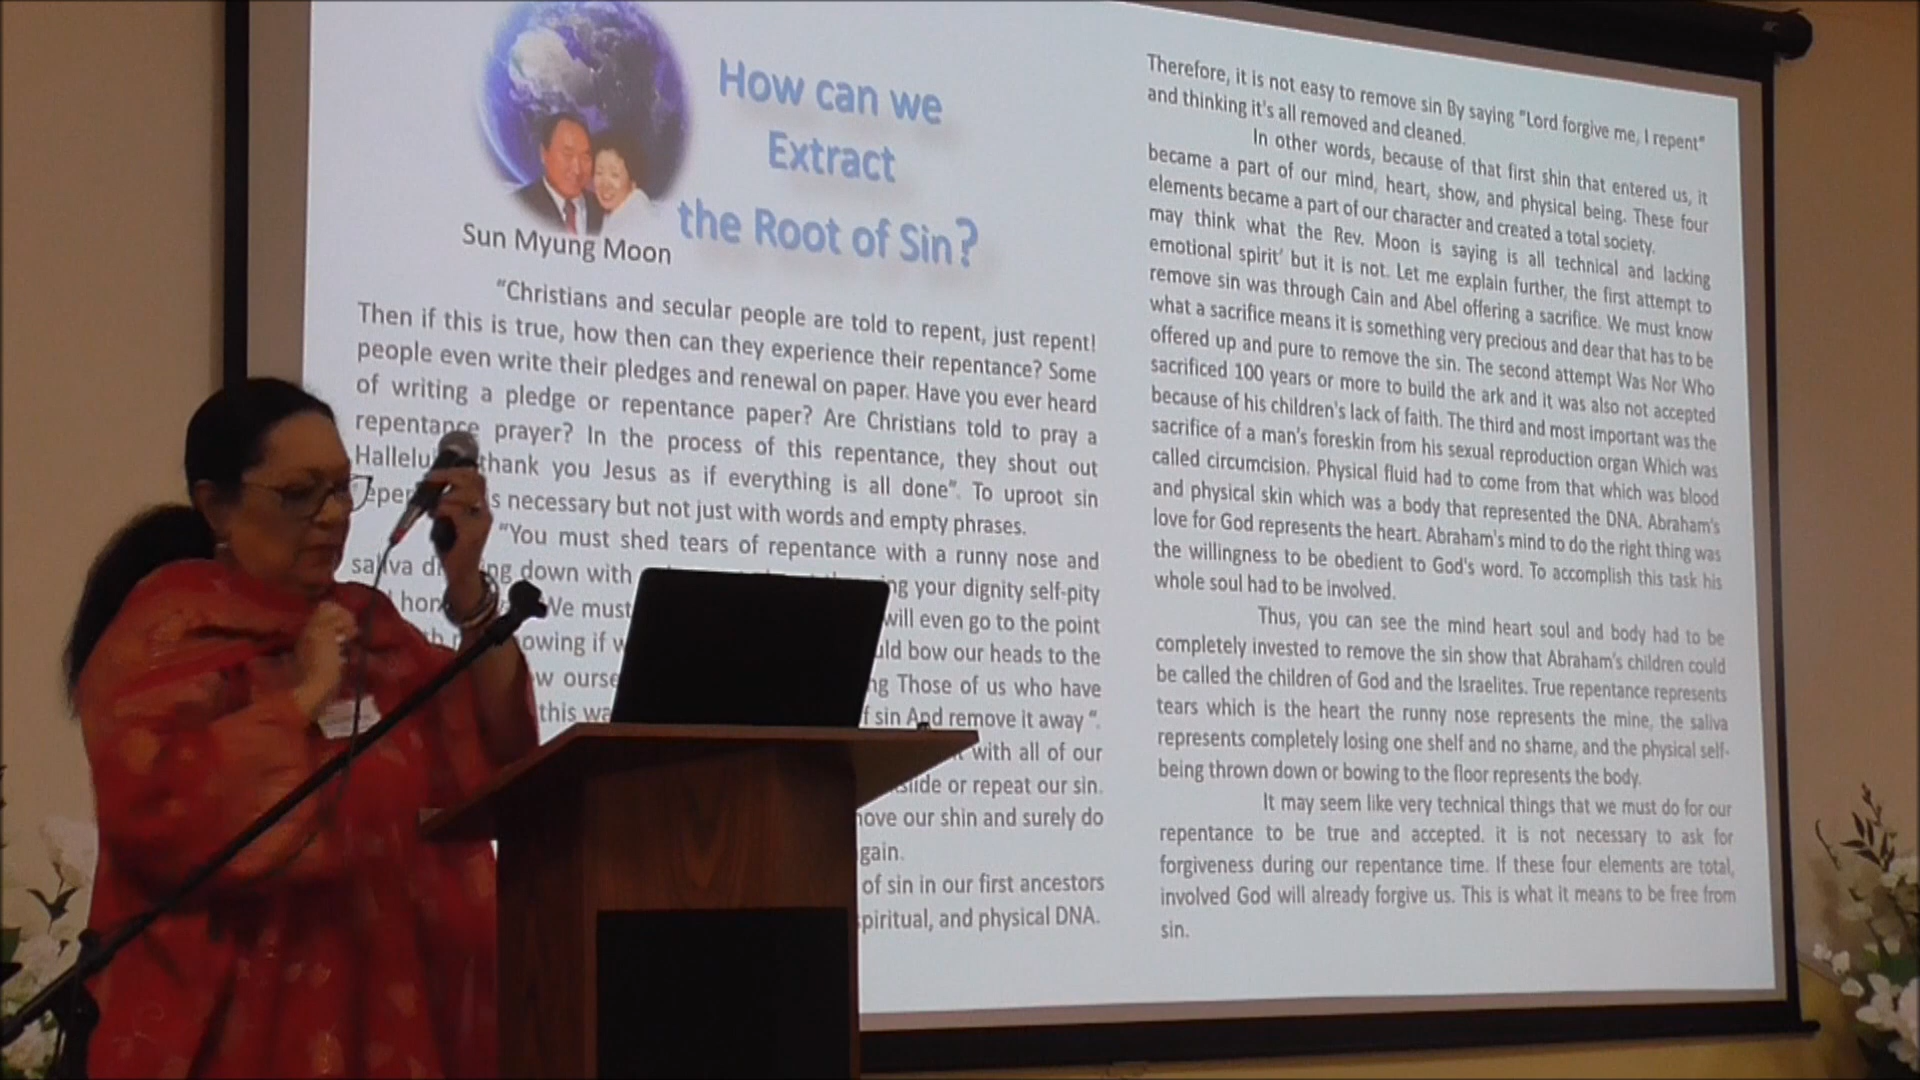 How can we
Extract
the Root of Sin?
Sun Myung Moon
“Christians and secular people are told to repent, just repent!
Then if this is true, how then can they experience their repentance? Some
people even write their pledges and renewal on paper. Have you ever heard
of writing a pledge or repentance paper? Are Christians told to pray a
repentance prayer? In the process of this repentance, they shout out
thank you Jesus as if everything is all done”. To uproot sin
s necessary but not just with words and empty phrases.
“You must shed tears of repentance with a runny nose and
saliva down with your dignity self-pity
We must will even go to the point
if bow our heads to the
Those of us who have
this sin And remove it away “.
with all of our
or repeat our sin.
our shin and surely do
of sin in our first ancestors
and physical DNA.
Therefore, it is not easy to remove sin By saying “Lord forgive me, I repent”
and thinking it's all removed and cleaned.
In other words, because of that first shin that entered us, it
became a part of our mind, heart, show, and physical being. These four
elements became a part of our character and created a total society.
may think what the Rev. Moon is saying is all technical and lacking
emotional spirit’ but it is not. Let me explain further, the first attempt to
remove sin was through Cain and Abel offering a sacrifice. We must know
what a sacrifice means it is something very precious and dear that has to be
offered up and pure to remove the sin. The second attempt Was Nor Who
sacrificed 100 years or more to build the ark and it was also not accepted
because of his children's lack of faith. The third and most important was the
sacrifice of a man's foreskin from his sexual reproduction organ Which was
called circumcision. Physical fluid had to come from that which was blood
and physical skin which was a body that represented the DNA. Abraham's
love for God represents the heart. Abraham's mind to do the right thing was
the willingness to be obedient to God's word. To accomplish this task his
whole soul had to be involved.
Thus, you can see the mind heart soul and body had to be
completely invested to remove the sin show that Abraham's children could
be called the children of God and the Israelites. True repentance represents
tears which is the heart the runny nose represents the mine, the saliva
represents completely losing one shelf and no shame, and the physical self-
being thrown down or bowing to the floor represents the body.
It may seem like very technical things that we must do for our
repentance to be true and accepted. it is not necessary to ask for
forgiveness during our repentance time. If these four elements are total,
involved God will already forgive us. This is what it means to be free from
sin.